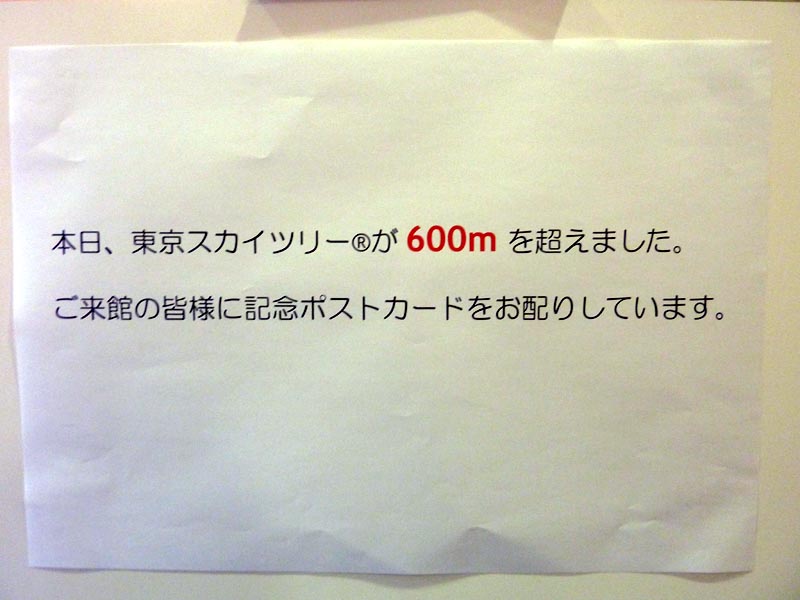 本日、東京スカイツリー®が 600m を超えました。
ご来館の皆様に記念ポストカードをお配りしています。